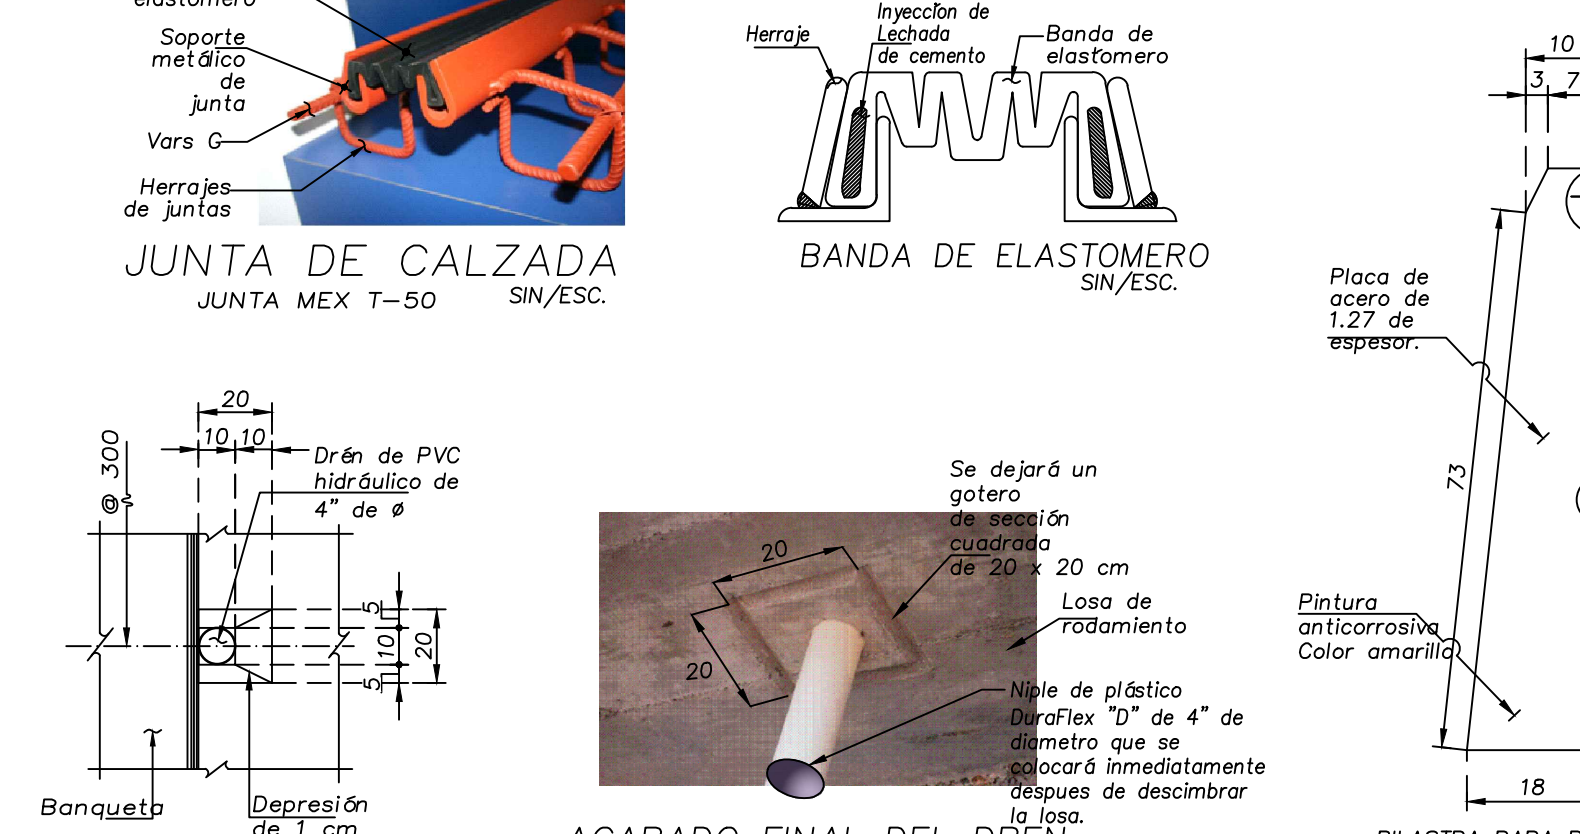 Soporte
metálico
de
junta
Vars G
Herrajes
de juntas
JUNTA DE CALZADA
JUNTA MEX T-50
SIN/ESC.
Herraje
Inyección de
Lechada
de cemento
Banda de
elastomero
BANDA DE ELASTOMERO
SIN/ESC.
10
3
7
Placa de
acero de
1.27 de
espesor.
73
Pintura
anticorrosiva
Color amarillo
18
20
10 10
@ 300
Drén de PVC
hidráulico de
4" de ø
5
10
20
5
Banqueta
Depresión
de 1 cm
Se dejará un
gotero
de sección
cuadrada
de 20 x 20 cm
20
20
Losa de
rodamiento
Niple de plástico
DuraFlex "D" de 4" de
diametro que se
colocará inmediatamente
despues de descimbrar
la losa.
ACABADO FINAL DEL DREN